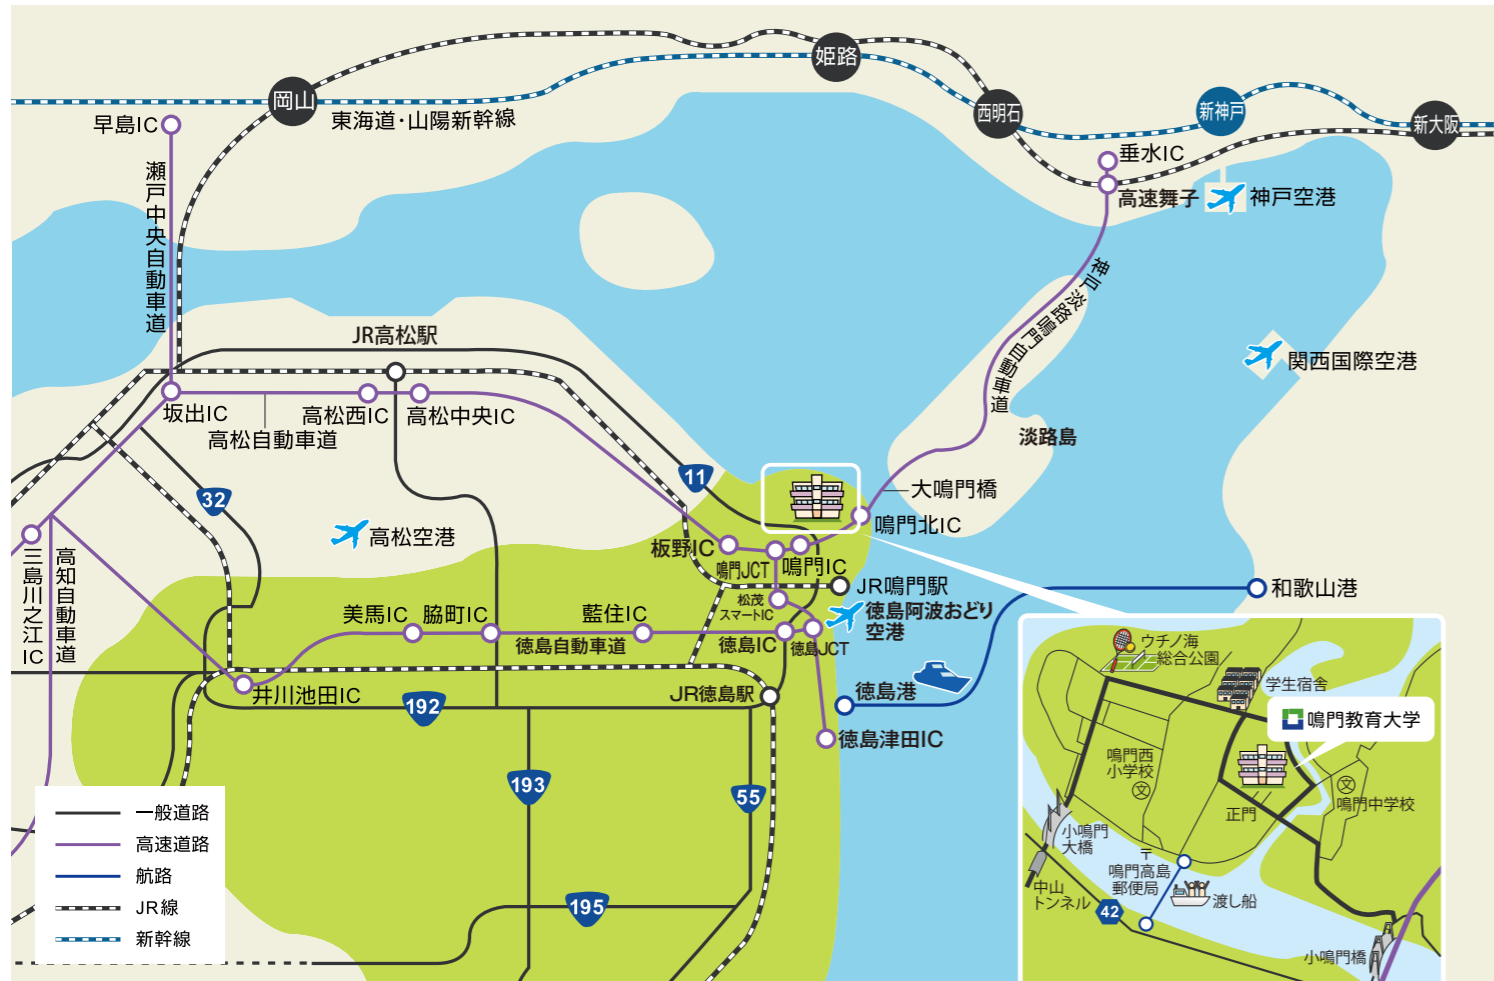 姫路
岡山
西明石
新神戸
新大阪
東海道・山陽新幹線
早島IC
垂水IC
高速舞子
神戸空港
瀬戸中央自動車道
神戸淡路鳴門自動車道
関西国際空港
JR高松駅
坂出IC
高松西IC
高松中央IC
高松自動車道
淡路島
11
大鳴門橋
32
鳴門北IC
高松空港
板野IC
鳴門JCT
鳴門IC
三島川之江IC
高知自動車道
JR鳴門駅
和歌山港
松茂
スマートIC
徳島阿波おどり
空港
美馬IC
脇町IC
藍住IC
徳島自動車道
徳島IC
徳島JCT
井川池田IC
JR徳島駅
徳島港
192
徳島津田IC
193
55
195
一般道路
高速道路
航路
JR線
新幹線
ウチノ海
総合公園
学生宿舎
鳴門教育大学
鳴門西
小学校
文
文
鳴門中学校
正門
小鳴門
大橋
〒
鳴門高島
郵便局
中山
トンネル
42
渡し船
小鳴門橋